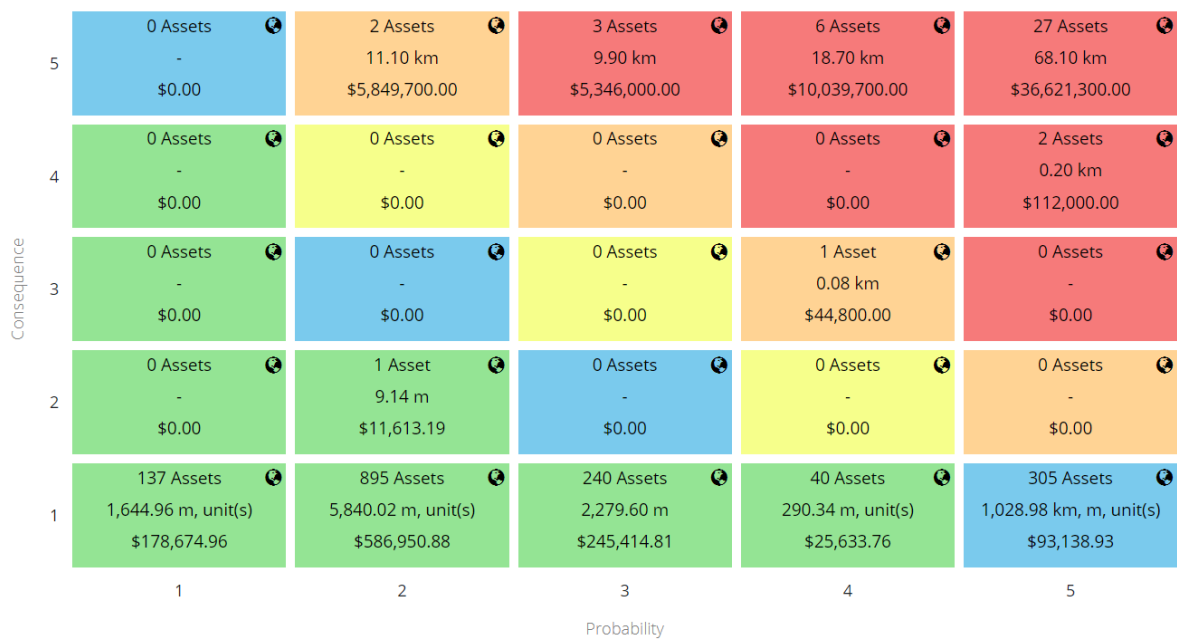 5
0 Assets
-
$0.00
2 Assets
11.10 km
$5,849,700.00
3 Assets
9.90 km
$5,346,000.00
6 Assets
18.70 km
$10,039,700.00
27 Assets
68.10 km
$36,621,300.00
4
0 Assets
-
$0.00
0 Assets
-
$0.00
0 Assets
-
$0.00
0 Assets
-
$0.00
2 Assets
0.20 km
$112,000.00
Consequence
3
0 Assets
-
$0.00
0 Assets
-
$0.00
0 Assets
-
$0.00
1 Asset
0.08 km
$44,800.00
0 Assets
-
$0.00
2
0 Assets
-
$0.00
1 Asset
9.14 m
$11,613.19
0 Assets
-
$0.00
0 Assets
-
$0.00
0 Assets
-
$0.00
1
137 Assets
1,644.96 m, unit(s)
$178,674.96
895 Assets
5,840.02 m, unit(s)
$586,950.88
240 Assets
2,279.60 m
$245,414.81
40 Assets
290.34 m, unit(s)
$25,633.76
305 Assets
1,028.98 km, m, unit(s)
$93,138.93
1
2
3
4
5
Probability